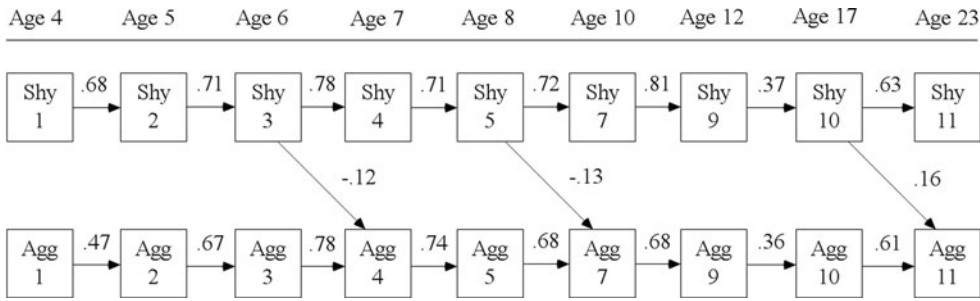 Age 4 Age 5 Age 6 Age 7 Age 8 Age 10 Age 12 Age 17 Age 23
.68 .71 .78 .71 .72 .81 .37 .63
Shy Shy Shy Shy Shy Shy Shy Shy Shy
1 2 3 4 5 7 9 10 11
-.12 -.13 .16
.47 .67 .78 .74 .68 .68 .36 .61
Agg Agg Agg Agg Agg Agg Agg Agg Agg
1 2 3 4 5 7 9 10 11